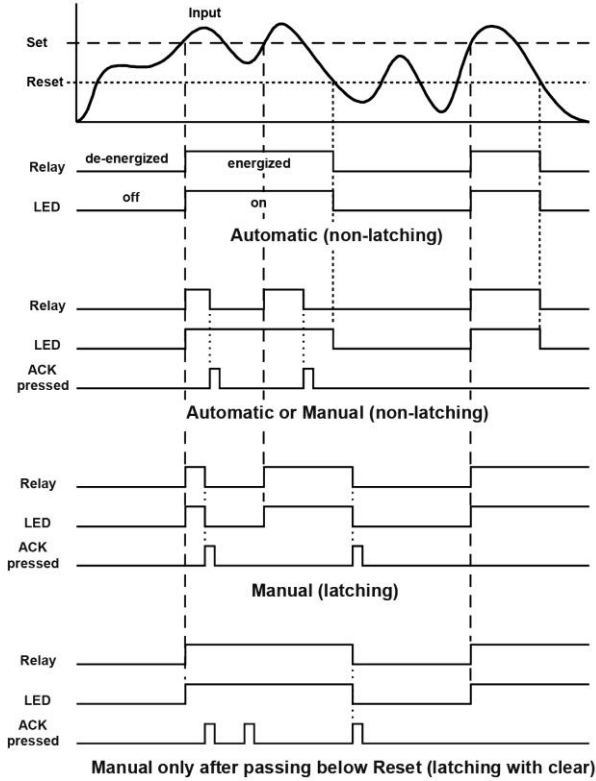 Input
Set
Reset
Relay de-energized energized
LED off on
Automatic (non-latching)
Relay
LED
ACK
pressed
Automatic or Manual (non-latching)
Relay
LED
ACK
pressed
Manual (latching)
Relay
LED
ACK
pressed
Manual only after passing below Reset (latching with clear)